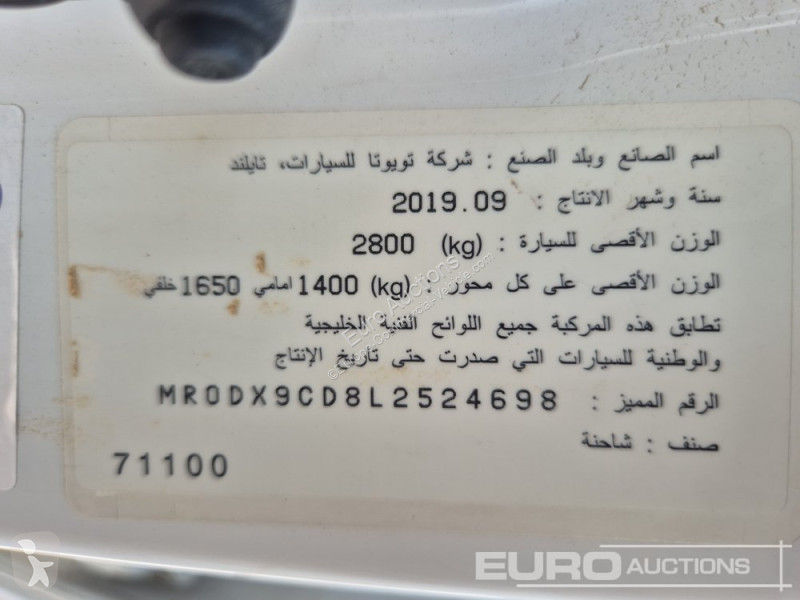 اسم الصانع وبلد الصنع : شركة تويوتا للسيارات، تايلند
سنة وشهر الانتاج : 2019.09
الوزن الأقصى للسيارة : (kg) 2800
الوزن الأقصى على كل محور : (kg) 1400 امامي 1650 خلفي
تطابق هذه المركبة جميع اللوائح الفنية الخليجية
والوطنية للسيارات التي صدرت حتى تاريخ الإنتاج
الرقم المميز : MR0DX9CD8L2524698
صنف : شاحنة
71100
Euro Auctions
EURO AUCTIONS